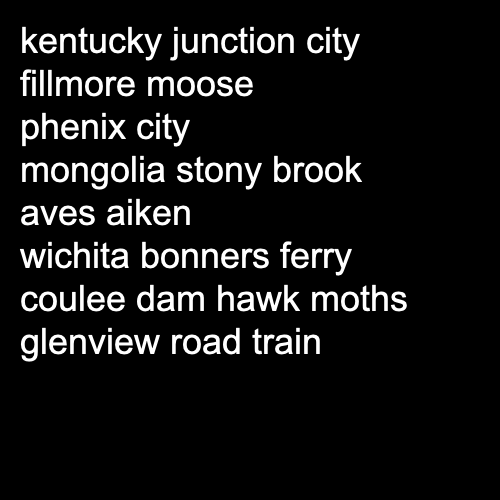 kentucky junction city
fillmore moose
phenix city
mongolia stony brook
aves aiken
wichita bonners ferry
coulee dam hawk moths
glenview road train